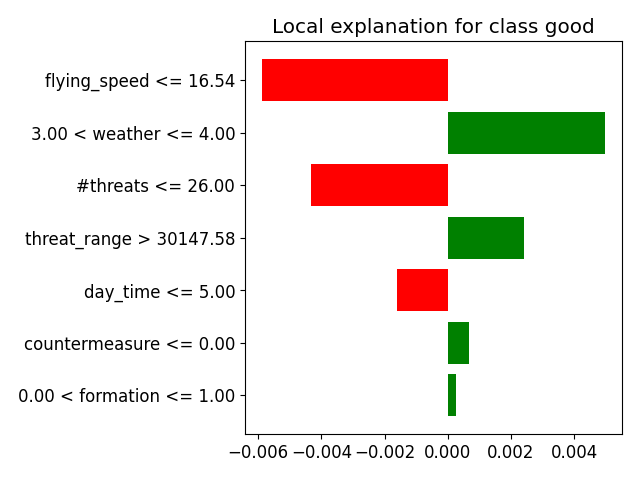 Local explanation for class good
flying_speed <= 16.54
3.00 < weather <= 4.00
#threats <= 26.00
threat_range > 30147.58
day_time <= 5.00
countermeasure <= 0.00
0.00 < formation <= 1.00
−0.006 −0.004 −0.002 0.000 0.002 0.004